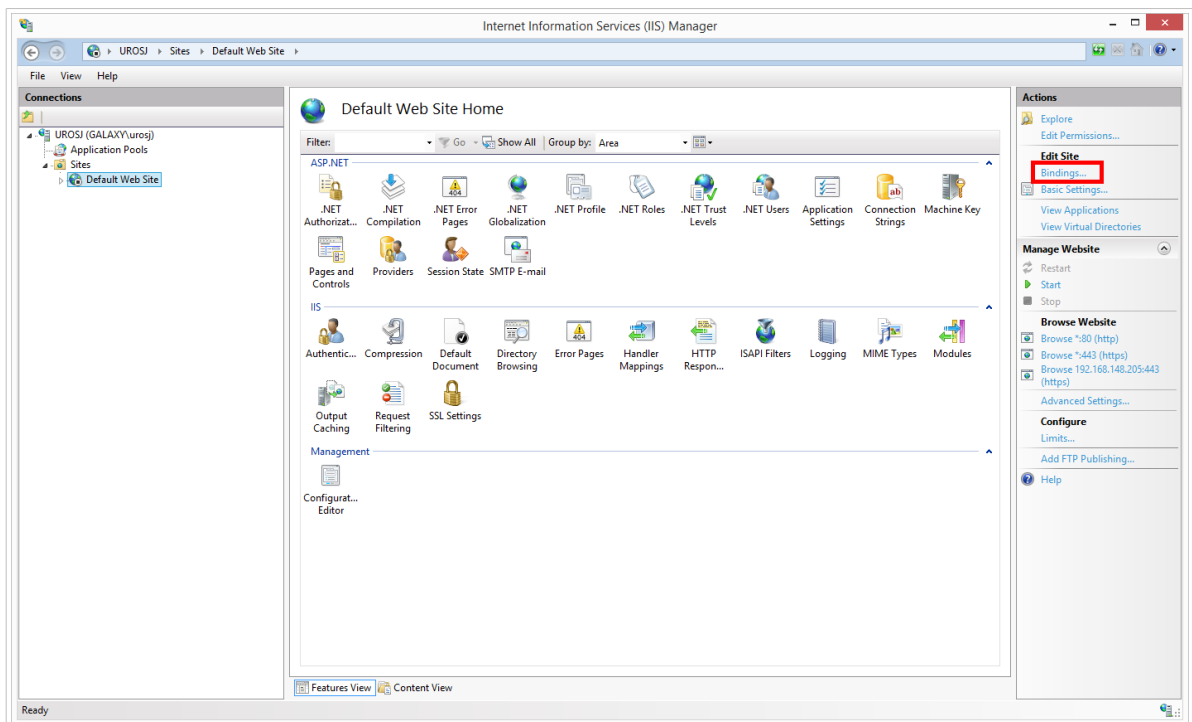 Internet Information Services (IIS) Manager
UROSJ Sites Default Web Site
File View Help
Connections
UROSJ (GALAXY\urosj)
Application Pools
Sites
Default Web Site
Default Web Site Home
Filter: Go Show All Group by: Area
ASP.NET
.NET Authorizat...
.NET Compilation
.NET Error Pages
.NET Globalization
.NET Profile
.NET Roles
.NET Trust Levels
.NET Users
Application Settings
Connection Strings
Machine Key
Pages and Controls
Providers
Session State
SMTP E-mail
IIS
Authentic...
Compression
Default Document
Directory Browsing
Error Pages
Handler Mappings
HTTP Respon...
ISAPI Filters
Logging
MIME Types
Modules
Output Caching
Request Filtering
SSL Settings
Management
Configurat... Editor
Features View Content View
Actions
Explore
Edit Permissions...
Edit Site
Bindings...
Basic Settings...
View Applications
View Virtual Directories
Manage Website
Restart
Start
Stop
Browse Website
Browse *:80 (http)
Browse *:443 (https)
Browse 192.168.148.205:443
(https)
Advanced Settings...
Configure
Limits...
Add FTP Publishing...
Help
Ready